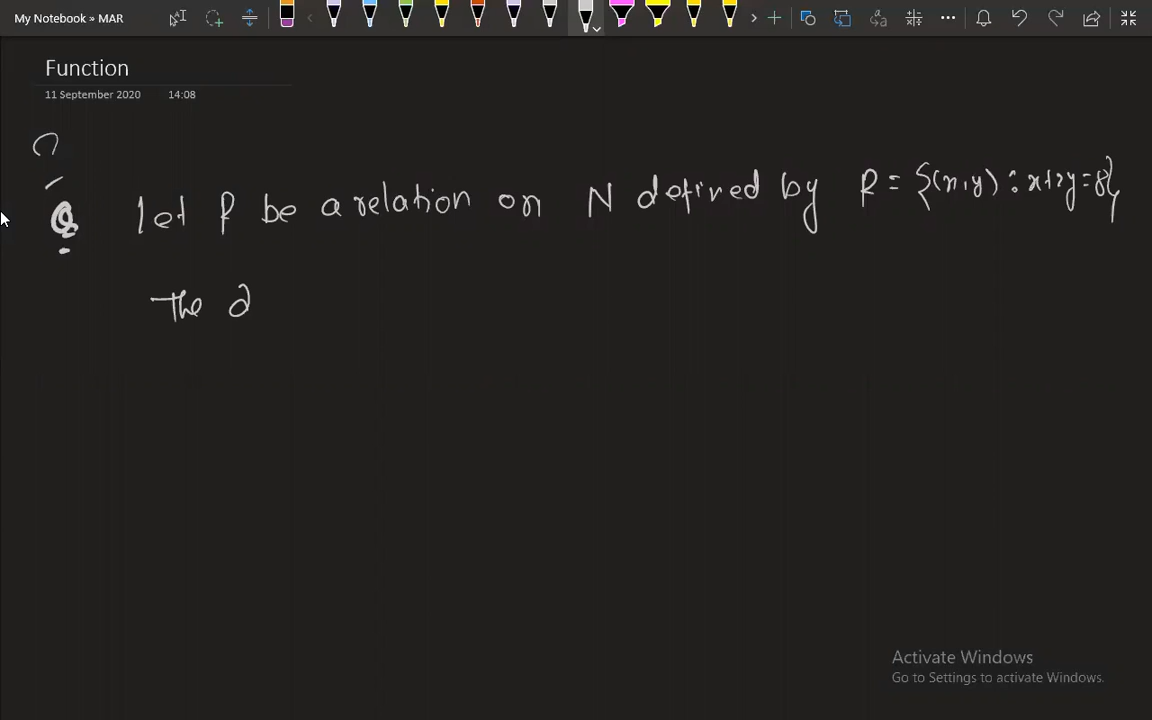 My Notebook » MAR
Function
11 September 2020 14:08
Q Let R be a relation on N defined by R = {(x,y) : x+2y=8}
The d
Activate Windows
Go to Settings to activate Windows.